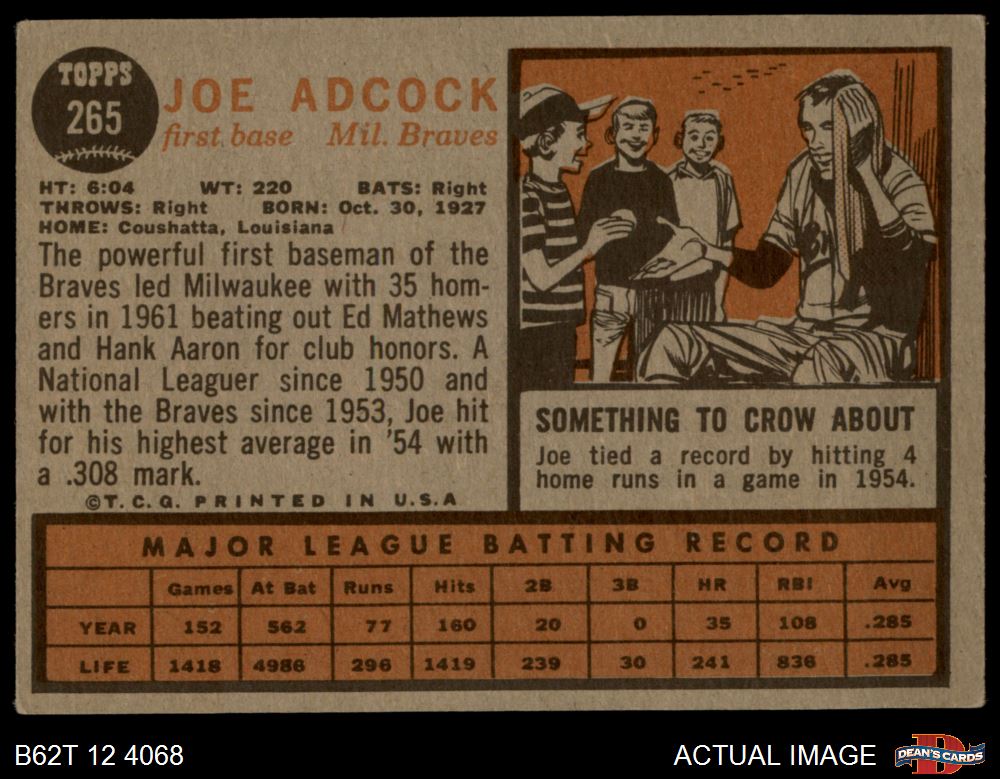 TOPPS
265
JOE ADCOCK
first base Mil. Braves
HT: 6:04 WT: 220 BATS: Right
THROWS: Right BORN: Oct. 30, 1927
HOME: Coushatta, Louisiana
The powerful first baseman of the
Braves led Milwaukee with 35 hom-
ers in 1961 beating out Ed Mathews
and Hank Aaron for club honors. A
National Leaguer since 1950 and
with the Braves since 1953, Joe hit
for his highest average in '54 with
a .308 mark.
©T.C.G. PRINTED IN U.S.A
SOMETHING TO CROW ABOUT
Joe tied a record by hitting 4
home runs in a game in 1954.
MAJOR LEAGUE BATTING RECORD
Games At Bat Runs Hits 2B 3B HR RBI Avg
YEAR 152 562 77 160 20 0 35 108 .285
LIFE 1418 4986 296 1419 239 30 241 836 .285
B62T 12 4068
ACTUAL IMAGE
DEAN'S CARDS